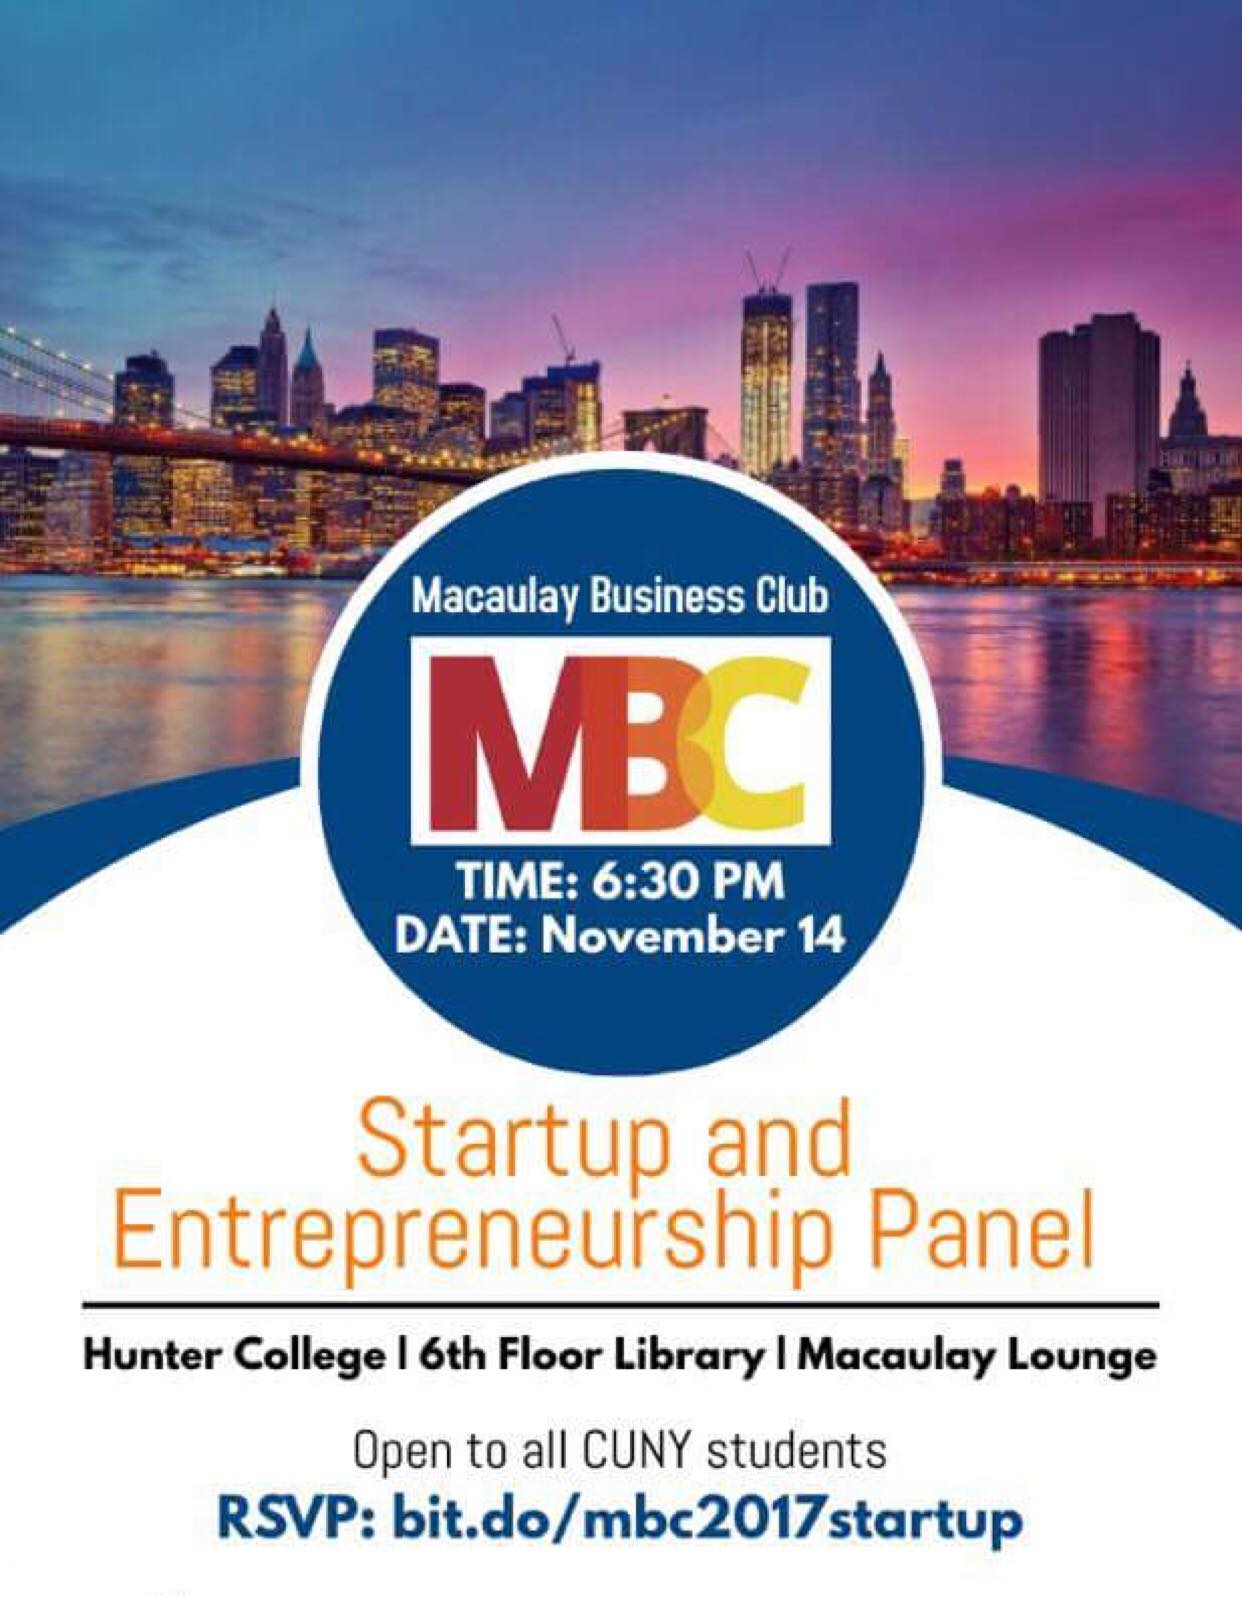 Macaulay Business Club
MBC
TIME: 6:30 PM
DATE: November 14
Startup and
Entrepreneurship Panel
Hunter College | 6th Floor Library | Macaulay Lounge
Open to all CUNY students
RSVP: bit.do/mbc2017startup